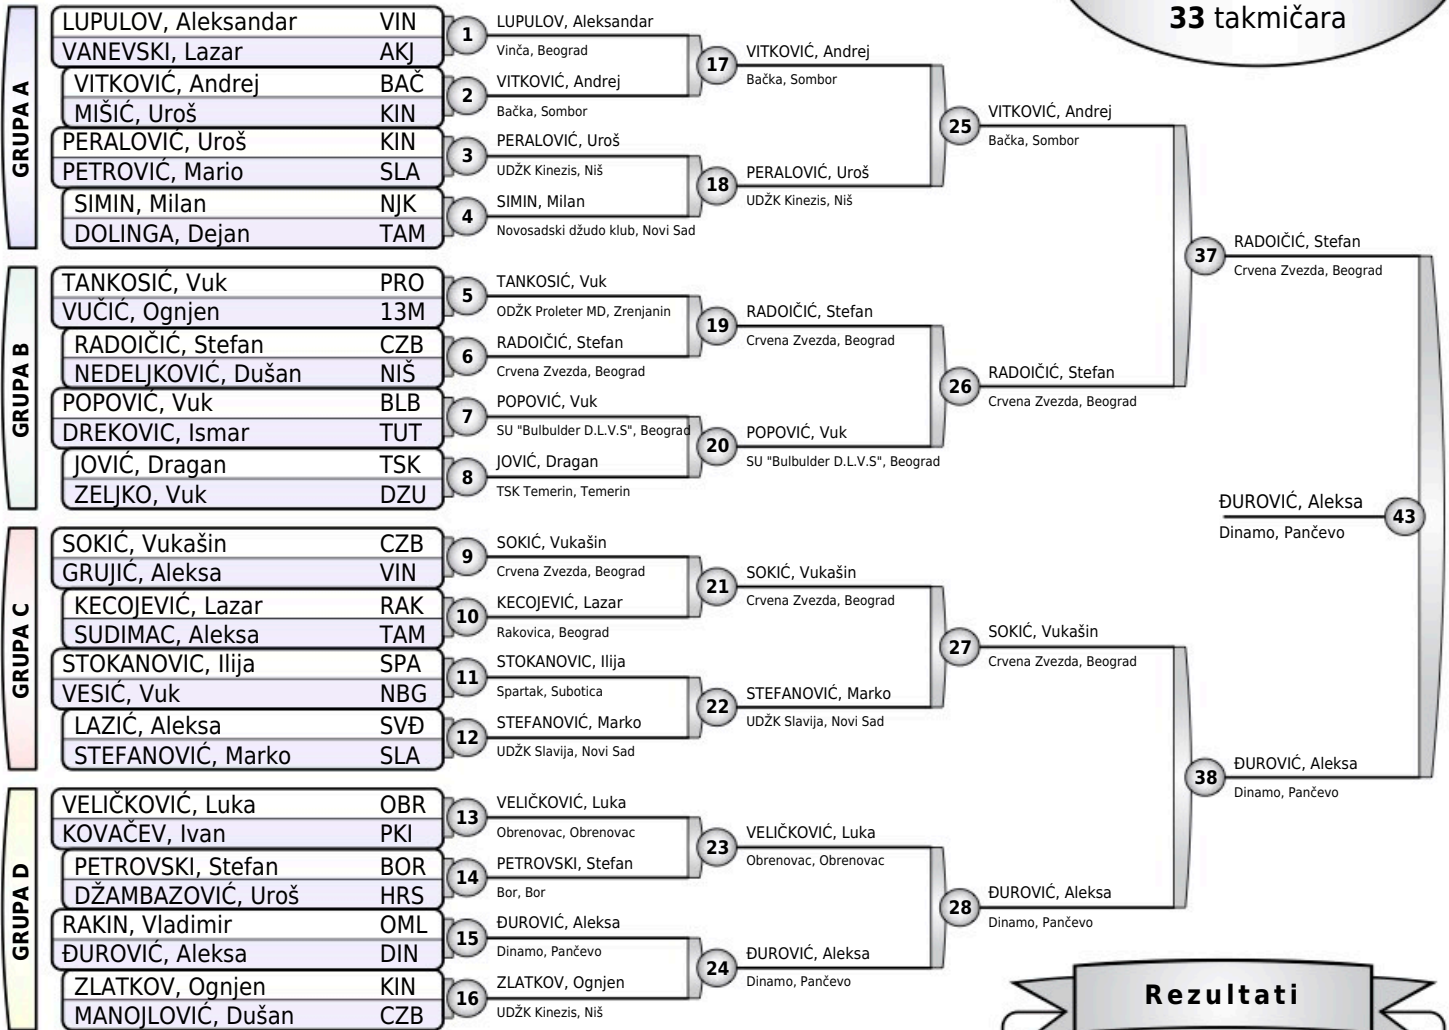 33 takmičara
GRUPA A
LUPULOV, Aleksandar VIN
VANEVSKI, Lazar AKJ
VITKOVIĆ, Andrej BAČ
MIŠIĆ, Uroš KIN
PERALOVIĆ, Uroš KIN
PETROVIĆ, Mario SLA
SIMIN, Milan NJK
DOLINGA, Dejan TAM
GRUPA B
TANKOSIĆ, Vuk PRO
VUČIĆ, Ognjen 13M
RADOIČIĆ, Stefan CZB
NEDELJKOVIĆ, Dušan NIŠ
POPOVIĆ, Vuk BLB
DREKOVIC, Ismar TUT
JOVIĆ, Dragan TSK
ZELJKO, Vuk DZU
GRUPA C
SOKIĆ, Vukašin CZB
GRUJIĆ, Aleksa VIN
KECOJEVIĆ, Lazar RAK
SUDIMAC, Aleksa TAM
STOKANOVIC, Ilija SPA
VESIĆ, Vuk NBG
LAZIĆ, Aleksa SVĐ
STEFANOVIĆ, Marko SLA
GRUPA D
VELIČKOVIĆ, Luka OBR
KOVAČEV, Ivan PKI
PETROVSKI, Stefan BOR
DŽAMBAZOVIĆ, Uroš HRS
RAKIN, Vladimir OML
ĐUROVIĆ, Aleksa DIN
ZLATKOV, Ognjen KIN
MANOJLOVIĆ, Dušan CZB
1
LUPULOV, Aleksandar
Vinča, Beograd
2
VITKOVIĆ, Andrej
Bačka, Sombor
3
PERALOVIĆ, Uroš
UDŽK Kinezis, Niš
4
SIMIN, Milan
Novosadski džudo klub, Novi Sad
5
TANKOSIĆ, Vuk
ODŽK Proleter MD, Zrenjanin
6
RADOIČIĆ, Stefan
Crvena Zvezda, Beograd
7
POPOVIĆ, Vuk
SU "Bulbulder D.L.V.S", Beograd
8
JOVIĆ, Dragan
TSK Temerin, Temerin
9
SOKIĆ, Vukašin
Crvena Zvezda, Beograd
10
KECOJEVIĆ, Lazar
Rakovica, Beograd
11
STOKANOVIC, Ilija
Spartak, Subotica
12
STEFANOVIĆ, Marko
UDŽK Slavija, Novi Sad
13
VELIČKOVIĆ, Luka
Obrenovac, Obrenovac
14
PETROVSKI, Stefan
Bor, Bor
15
ĐUROVIĆ, Aleksa
Dinamo, Pančevo
16
ZLATKOV, Ognjen
UDŽK Kinezis, Niš
17
VITKOVIĆ, Andrej
Bačka, Sombor
18
PERALOVIĆ, Uroš
UDŽK Kinezis, Niš
19
RADOIČIĆ, Stefan
Crvena Zvezda, Beograd
20
POPOVIĆ, Vuk
SU "Bulbulder D.L.V.S", Beograd
21
SOKIĆ, Vukašin
Crvena Zvezda, Beograd
22
STEFANOVIĆ, Marko
UDŽK Slavija, Novi Sad
23
VELIČKOVIĆ, Luka
Obrenovac, Obrenovac
24
ĐUROVIĆ, Aleksa
Dinamo, Pančevo
25
VITKOVIĆ, Andrej
Bačka, Sombor
26
RADOIČIĆ, Stefan
Crvena Zvezda, Beograd
27
SOKIĆ, Vukašin
Crvena Zvezda, Beograd
28
ĐUROVIĆ, Aleksa
Dinamo, Pančevo
37
RADOIČIĆ, Stefan
Crvena Zvezda, Beograd
38
ĐUROVIĆ, Aleksa
Dinamo, Pančevo
ĐUROVIĆ, Aleksa
Dinamo, Pančevo
43
Rezultati